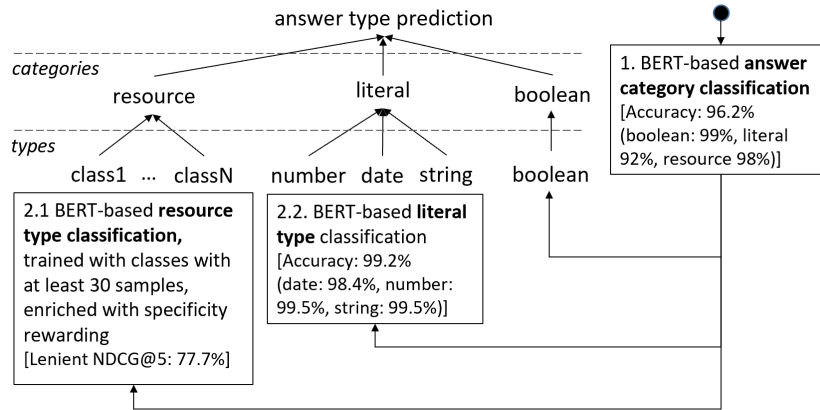 answer type prediction
categories
resource
literal
boolean
types
class1 ... classN
number date string
boolean
1. BERT-based answer
category classification
[Accuracy: 96.2%
(boolean: 99%, literal
92%, resource 98%)]
2.1 BERT-based resource
type classification,
trained with classes with
at least 30 samples,
enriched with specificity
rewarding
[Lenient NDCG@5: 77.7%]
2.2. BERT-based literal
type classification
[Accuracy: 99.2%
(date: 98.4%, number:
99.5%, string: 99.5%)]